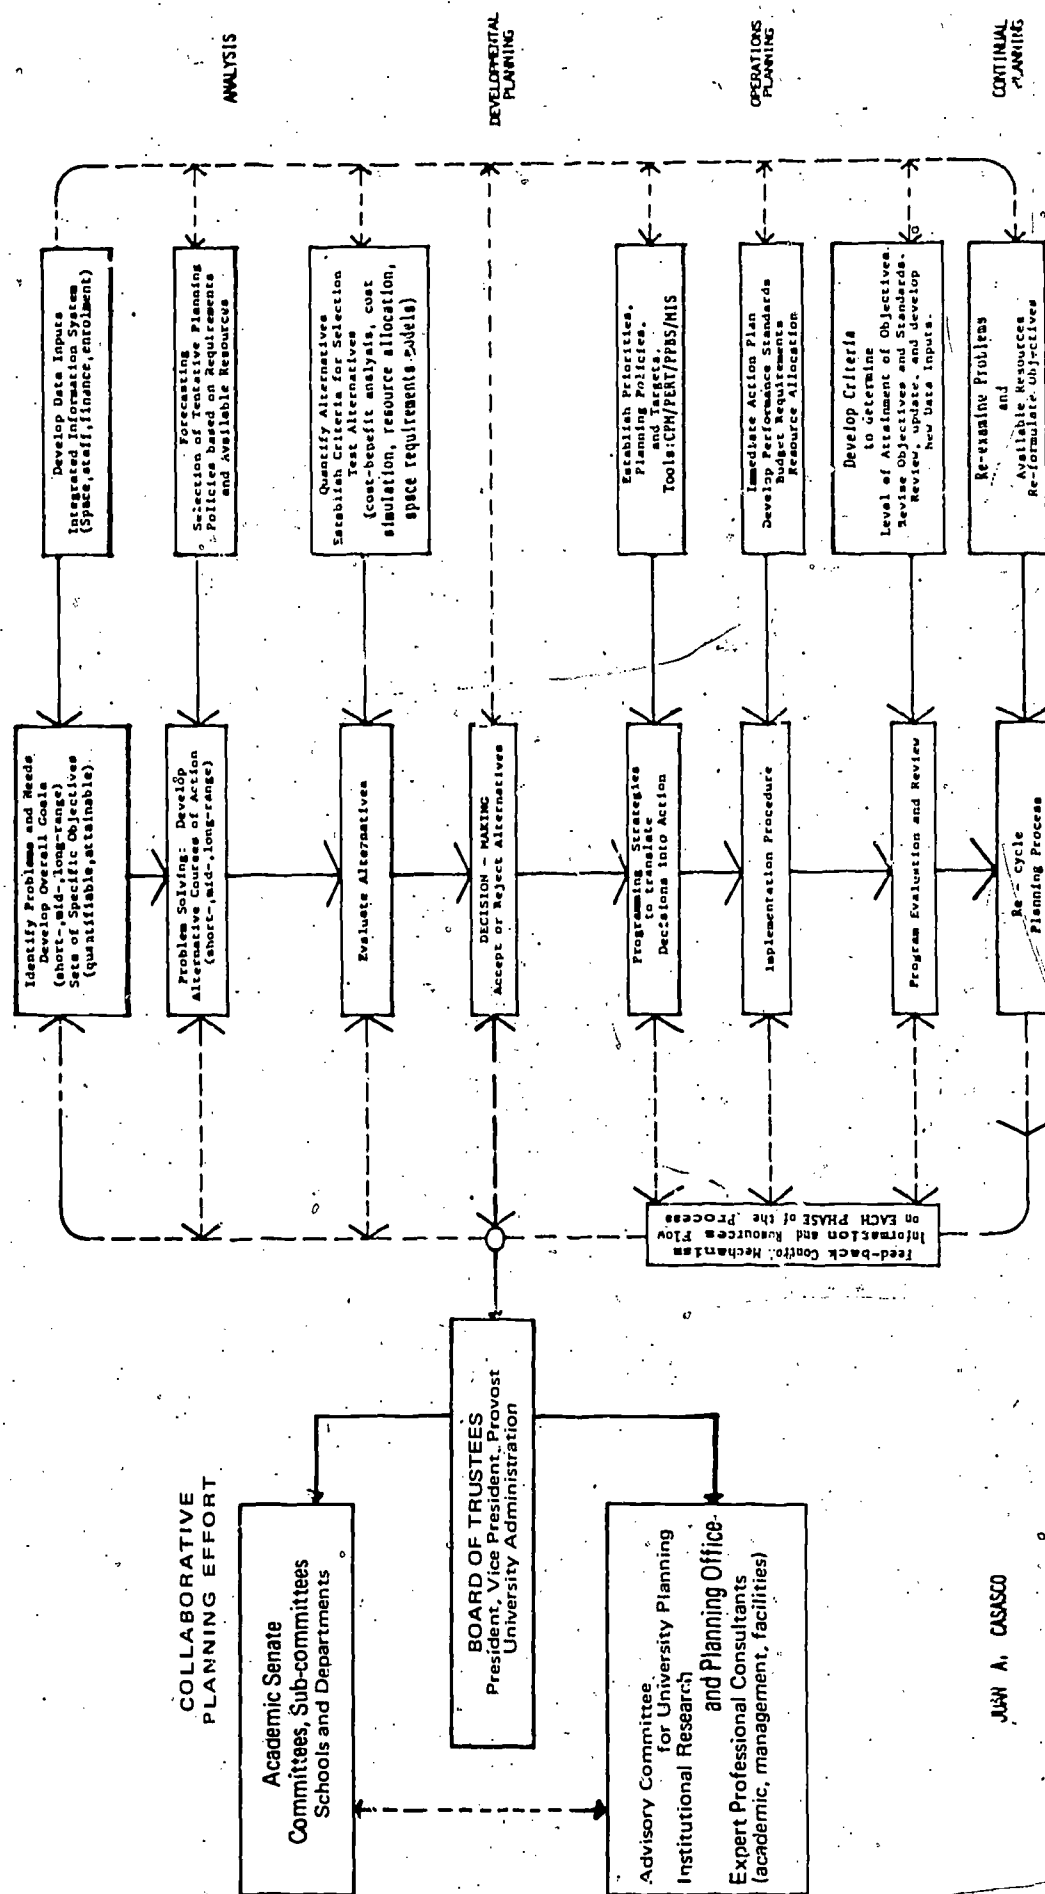 COLLABORATIVE
PLANNING EFFORT
Academic Senate
Committees, Sub-committees
Schools and Departments
BOARD OF TRUSTEES
President, Vice President, Provost
University Administration
Advisory Committee
for University Planning
Institutional Research
and Planning Office-
Expert Professional Consultants
(academic, management, facilities)
JUAN A. CASASCO
Feed-back Control Mechanism
Information and Resources Flow
on EACH PHASE of the Process
Identify Problems and Needs
Develop Overall Goals
(short-,mid-,long-range)
Sets of Specific Objectives
(quantifiable,attainable)
Problem Solving: Develop
Alternative Courses of Action
(short-,mid-,long-range)
Evaluate Alternatives
DECISION - MAKING
Accept or Reject Alternatives
Programming Strategies
to translate
Decisions into Action
Implementation Procedure
Program Evaluation and Review
Re-cycle
Planning Process
Develop Data Inputs
Integrated Information System
(Space,staff,finance,enrolment)
Forecasting
Selection of Tentative Planning
Policies based on Requirements
and Available Resources
Quantify Alternatives
Establish Criteria for Selection
Test Alternatives
(cost-benefit analysis, cost
simulation, resource allocation,
space requirements models)
Establish Priorities,
Planning Policies,
and Targets.
Tools:CPM/PERT/PPBS/MIS
Immediate Action Plan
Develop Performance Standards
Budget Requirements
Resource Allocation
Develop Criteria
to determine
Level of Attainment of Objectives.
Revise Objectives and Standards.
Review, update, and develop
new Data Inputs.
Re-examine Problems
and
Available Resources
Re-formulate Objectives
ANALYSIS
DEVELOPMENTAL
PLANNING
OPERATIONS
PLANNING
CONTINUAL
PLANNING